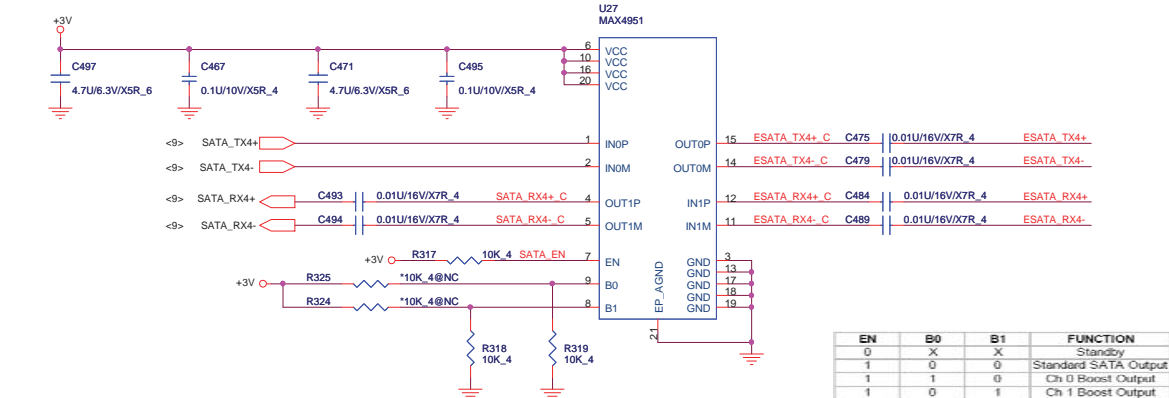 U27
MAX4951
+3V
C497
4.7U/6.3V/X5R_6
C467
0.1U/10V/X5R_4
C471
4.7U/6.3V/X5R_6
C495
0.1U/10V/X5R_4
6 VCC
10 VCC
16 VCC
20 VCC
<9> SATA_TX4+ 1 IN0P OUT0P 15 ESATA_TX4+_C C475 0.01U/16V/X7R_4 ESATA_TX4+
<9> SATA_TX4- 2 IN0M OUT0M 14 ESATA_TX4-_C C479 0.01U/16V/X7R_4 ESATA_TX4-
<9> SATA_RX4+ C493 0.01U/16V/X7R_4 SATA_RX4+_C 4 OUT1P IN1P 12 ESATA_RX4+_C C484 0.01U/16V/X7R_4 ESATA_RX4+
<9> SATA_RX4- C494 0.01U/16V/X7R_4 SATA_RX4-_C 5 OUT1M IN1M 11 ESATA_RX4-_C C489 0.01U/16V/X7R_4 ESATA_RX4-
+3V R317 10K_4 SATA_EN 7 EN
+3V R325 *10K_4@NC 9 B0
R324 *10K_4@NC 8 B1
GND 3
GND 13
GND 17
GND 18
GND 19
EP_AGND
21
R318
10K_4
R319
10K_4
EN B0 B1 FUNCTION
0 X X Standby
1 0 0 Standard SATA Output
1 1 0 Ch 0 Boost Output
1 0 1 Ch 1 Boost Output